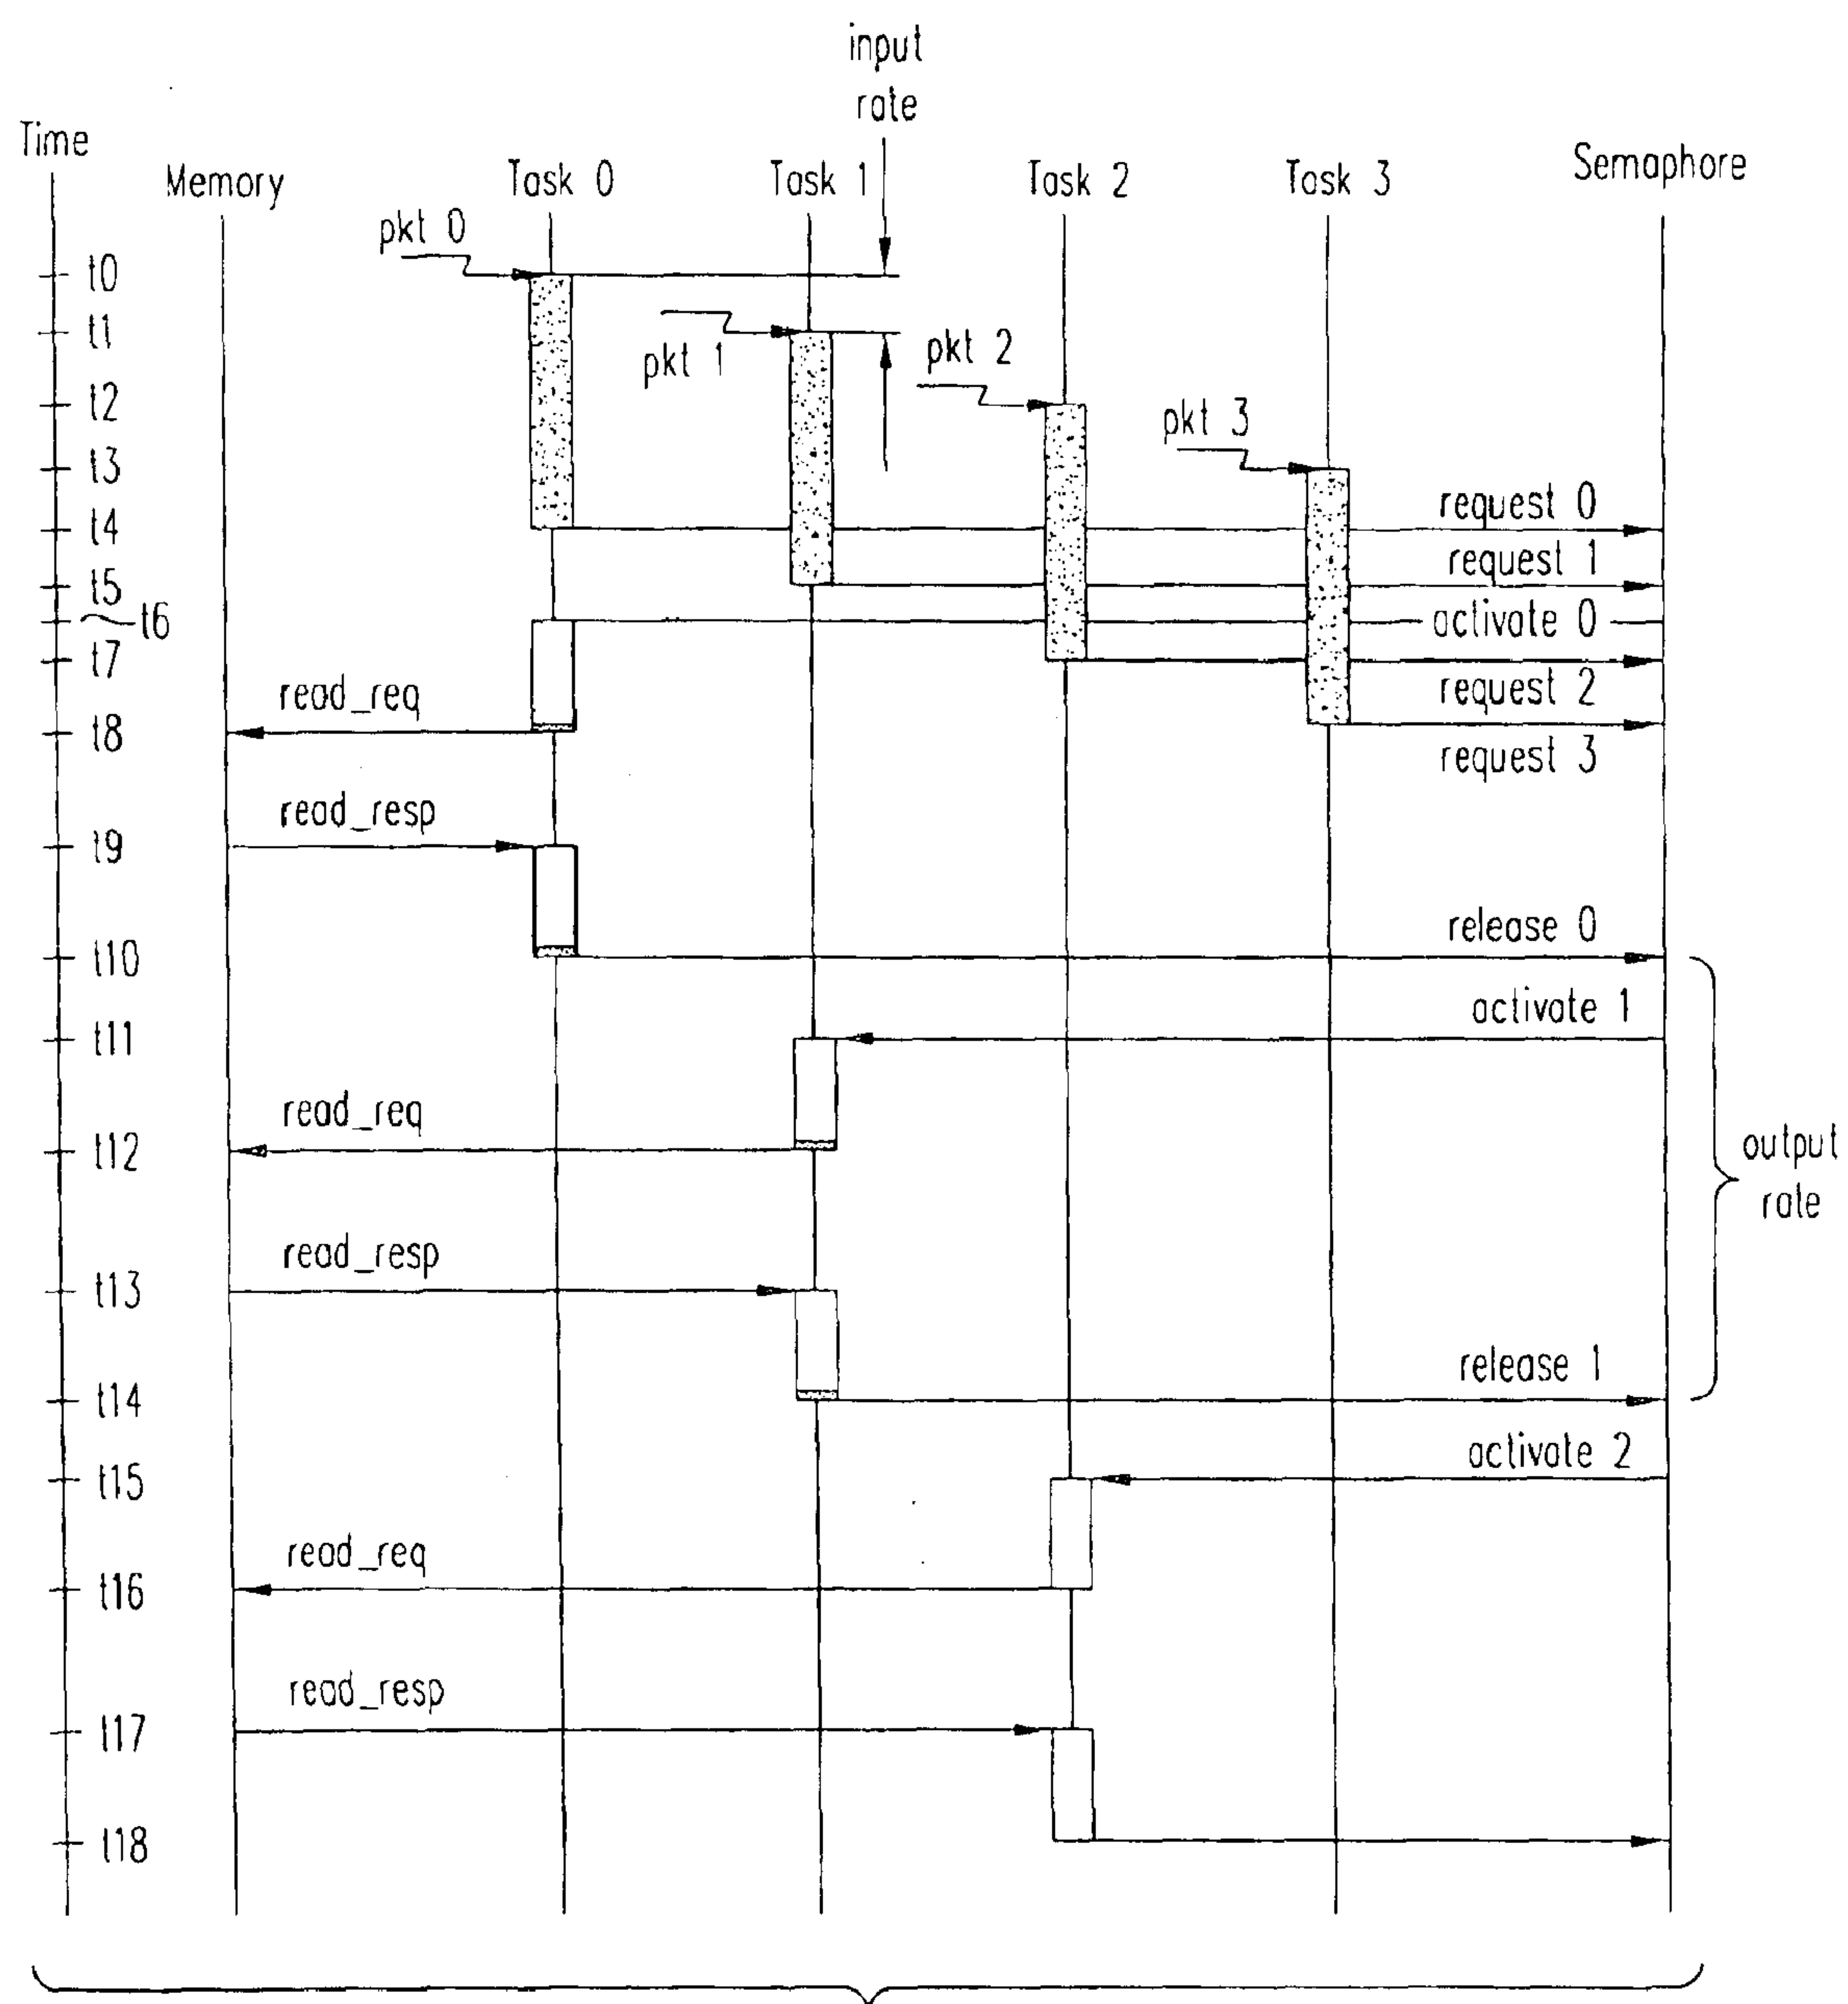 input
rate
Time
Memory
Task 0
Task 1
Task 2
Task 3
Semaphore
pkt 0
t0
t1
pkt 1
pkt 2
t2
pkt 3
t3
request 0
t4
request 1
t5
t6
activate 0
t7
read_req
request 2
t8
request 3
read_resp
t9
release 0
t10
activate 1
t11
read_req
t12
output
rate
read_resp
t13
release 1
t14
activate 2
t15
read_req
t16
read_resp
t17
t18